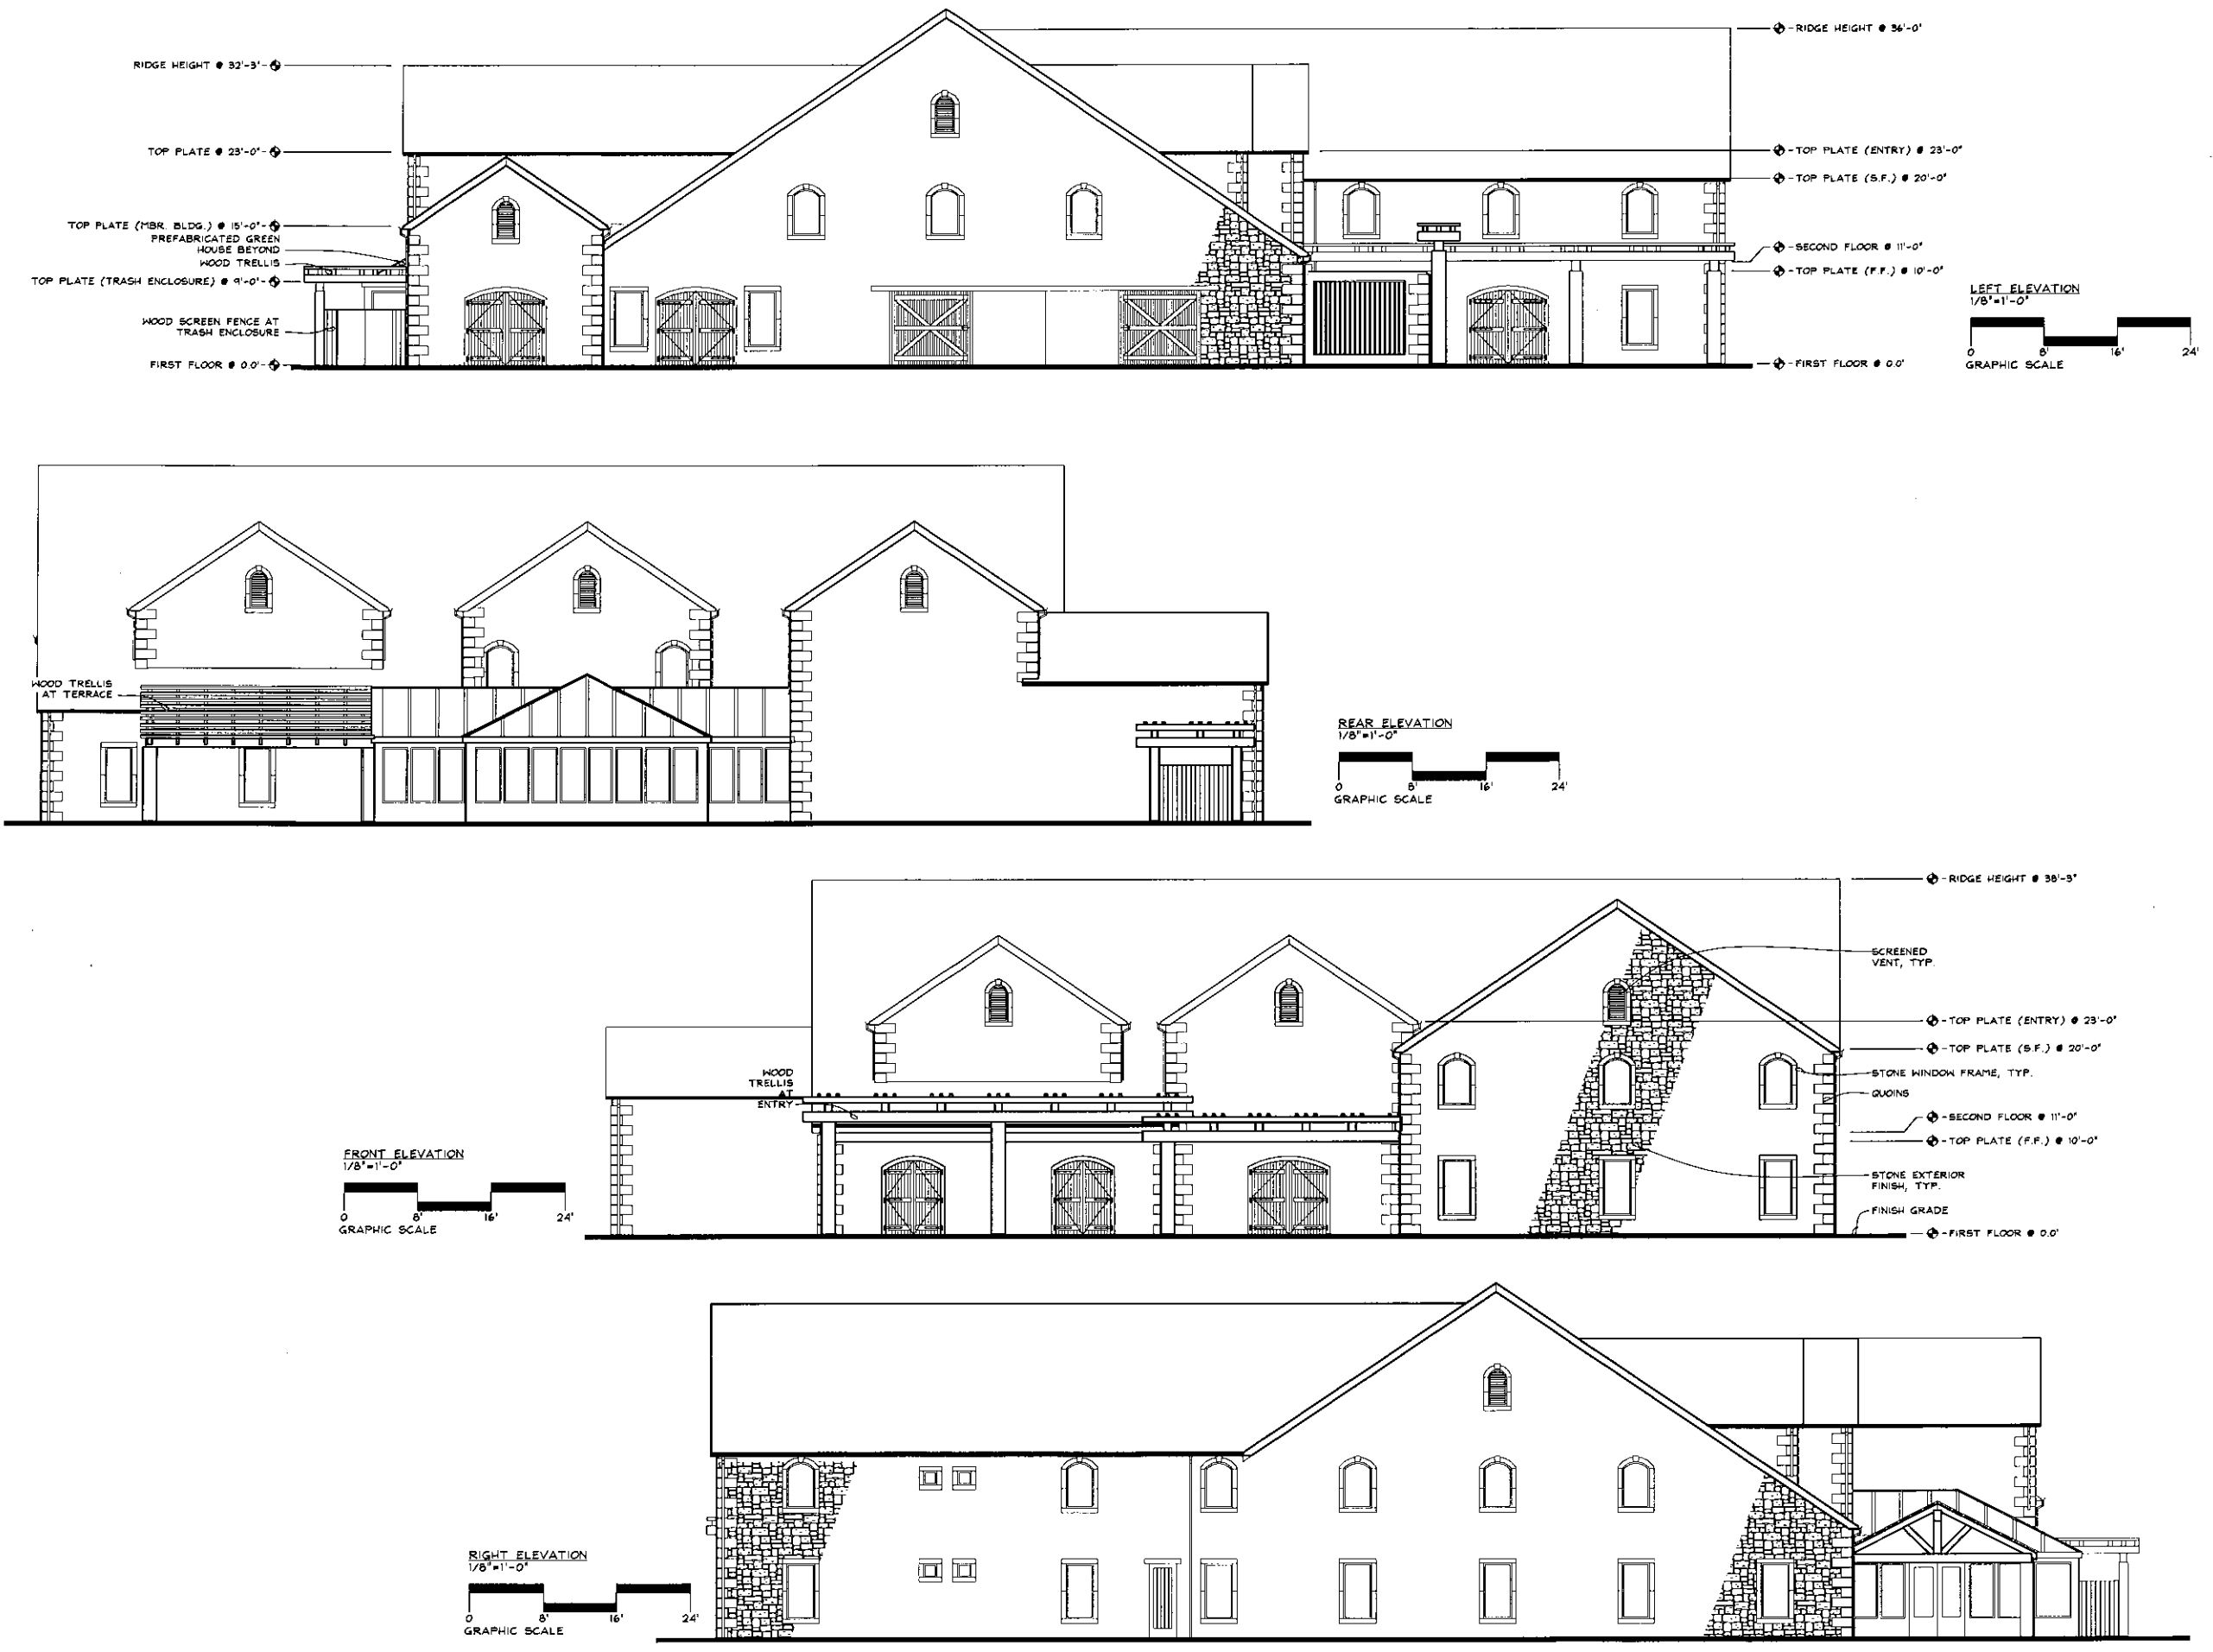 RIDGE HEIGHT @ 36'-0"
RIDGE HEIGHT @ 32'-3"
TOP PLATE @ 23'-0"
TOP PLATE (ENTRY) @ 23'-0"
TOP PLATE (S.F.) @ 20'-0"
TOP PLATE (MBR. BLDG.) @ 15'-0"
PREFABRICATED GREEN
HOUSE BEYOND
WOOD TRELLIS
TOP PLATE (TRASH ENCLOSURE) @ 9'-0"
WOOD SCREEN FENCE AT
TRASH ENCLOSURE
FIRST FLOOR @ 0.0'
SECOND FLOOR @ 11'-0"
TOP PLATE (F.F.) @ 10'-0"
FIRST FLOOR @ 0.0'
LEFT ELEVATION
1/8"=1'-0"
0 8' 16' 24'
GRAPHIC SCALE
WOOD TRELLIS
AT TERRACE
REAR ELEVATION
1/8"=1'-0"
0 8' 16' 24'
GRAPHIC SCALE
RIDGE HEIGHT @ 38'-3"
SCREENED
VENT, TYP.
TOP PLATE (ENTRY) @ 23'-0"
TOP PLATE (S.F.) @ 20'-0"
STONE WINDOW FRAME, TYP.
QUOINS
SECOND FLOOR @ 11'-0"
TOP PLATE (F.F.) @ 10'-0"
STONE EXTERIOR
FINISH, TYP.
FINISH GRADE
FIRST FLOOR @ 0.0'
WOOD
TRELLIS
AT
ENTRY
FRONT ELEVATION
1/8"=1'-0"
0 8' 16' 24'
GRAPHIC SCALE
RIGHT ELEVATION
1/8"=1'-0"
0 8' 16' 24'
GRAPHIC SCALE